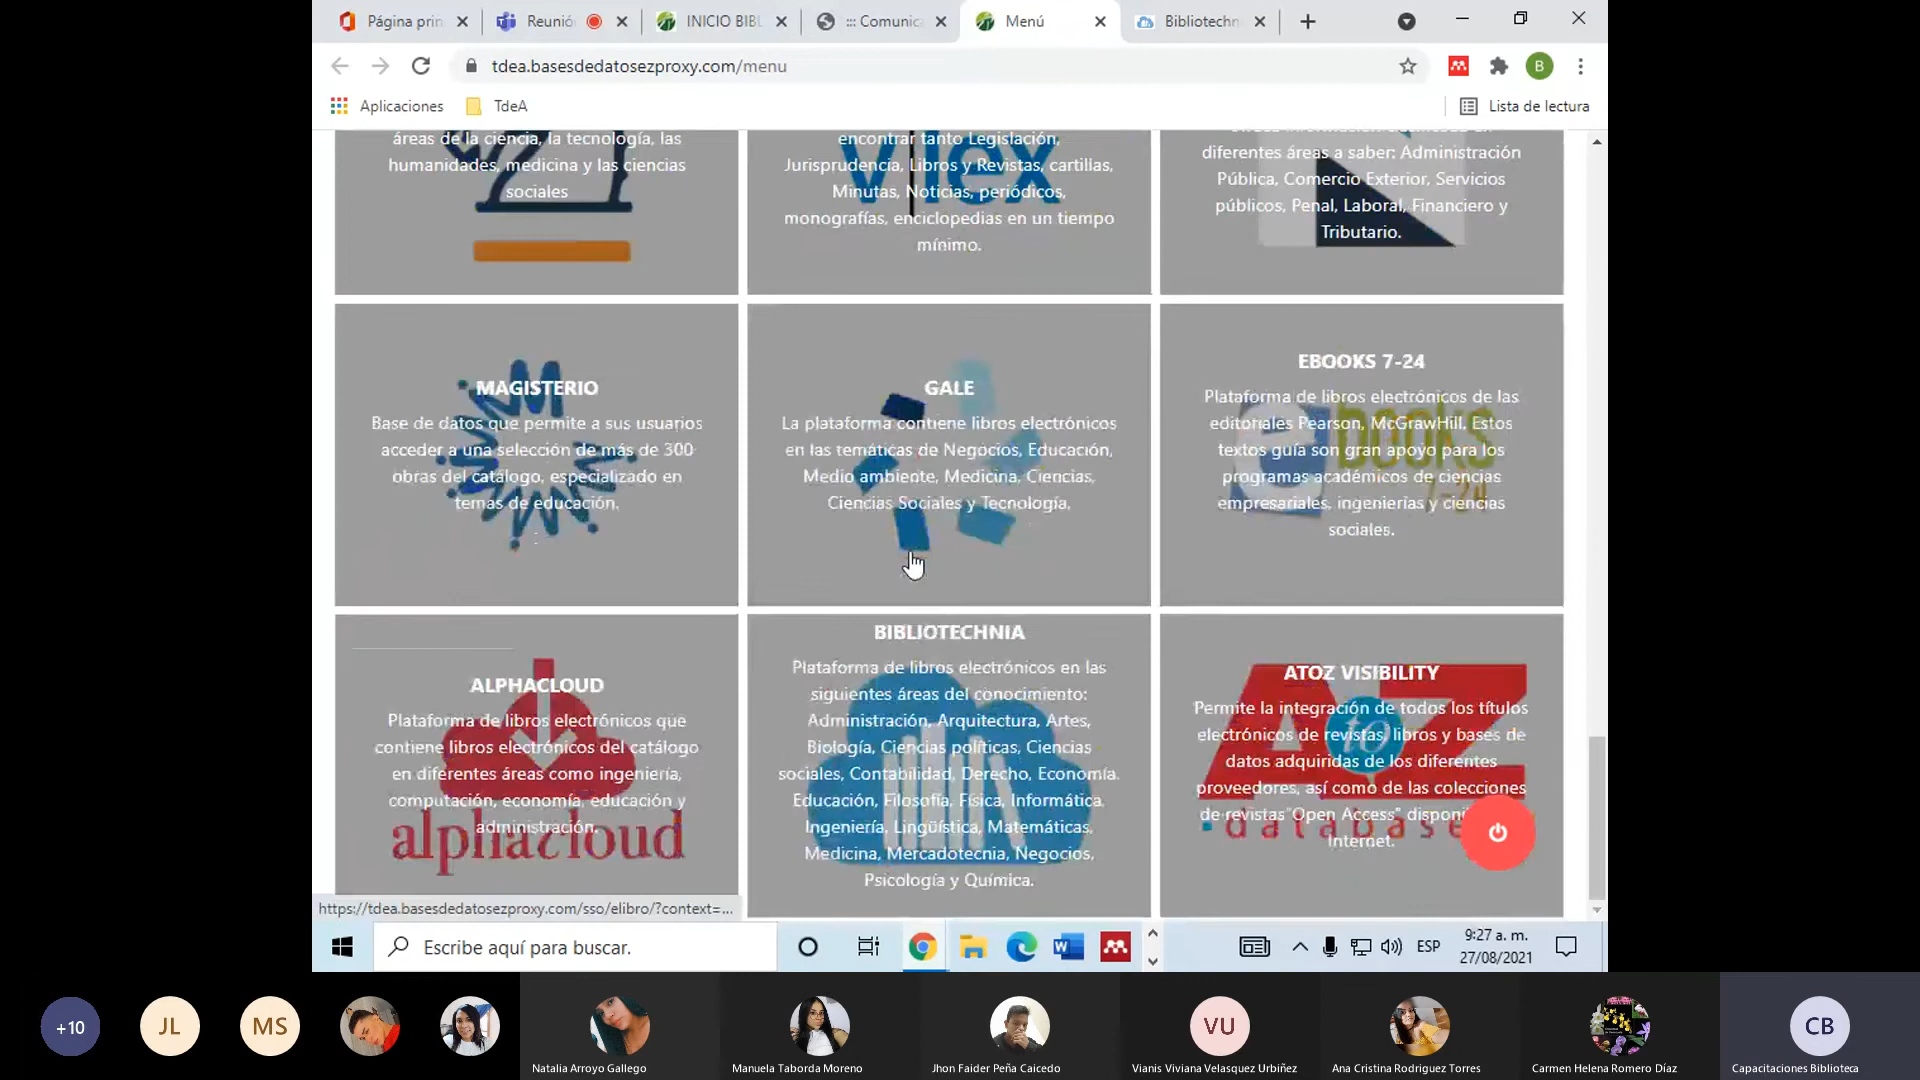 Página prin
Reunió
INICIO BIBL
::: Comunica
Menú
Bibliotechn
tdea.basesdedatosezproxy.com/menu
B
Aplicaciones
TdeA
Lista de lectura
áreas de la ciencia, la tecnología, las
humanidades, medicina y las ciencias
sociales
encontrar tanto Legislación,
Jurisprudencia, Libros y Revistas, cartillas,
Minutas, Noticias, periódicos,
monografías, enciclopedias en un tiempo
mínimo.
vlex
diferentes áreas a saber: Administración
Pública, Comercio Exterior, Servicios
públicos, Penal, Laboral, Financiero y
Tributario.
MAGISTERIO
Base de datos que permite a sus usuarios
acceder a una selección de más de 300
obras del catálogo, especializado en
temas de educación.
GALE
La plataforma contiene libros electrónicos
en las temáticas de Negocios, Educación,
Medio ambiente, Medicina, Ciencias,
Ciencias Sociales y Tecnología,
EBOOKS 7-24
Plataforma de libros electrónicos de las
editoriales Pearson, McGrawHill. Estos
textos guía son gran apoyo para los
programas académicos de ciencias
empresariales, ingenierías y ciencias
sociales.
e books
7-24
ALPHACLOUD
Plataforma de libros electrónicos que
contiene libros electrónicos del catálogo
en diferentes áreas como ingeniería,
computación, economía, educación y
administración.
alphacloud
BIBLIOTECHNIA
Plataforma de libros electrónicos en las
siguientes áreas del conocimiento:
Administración, Arquitectura, Artes,
Biología, Ciencias políticas, Ciencias
sociales, Contabilidad, Derecho, Economía.
Educación, Filosofía, Física, Informática.
Ingeniería, Lingüística, Matemáticas,
Medicina, Mercadotecnia, Negocios,
Psicología y Química.
ATOZ VISIBILITY
Permite la integración de todos los títulos
electrónicos de revistas, libros y bases de
datos adquiridas de los diferentes
proveedores, así como de las colecciones
de revistas"Open Access" disponi
Internet.
A to Z
database
https://tdea.basesdedatosezproxy.com/sso/elibro/?context=...
Escribe aquí para buscar.
ESP
9:27 a. m.
27/08/2021
+10
JL
MS
VU
CB
Natalia Arroyo Gallego
Manuela Taborda Moreno
Jhon Faider Peña Caicedo
Vianis Viviana Velasquez Urbiñez
Ana Cristina Rodriguez Torres
Carmen Helena Romero Díaz
Capacitaciones Biblioteca